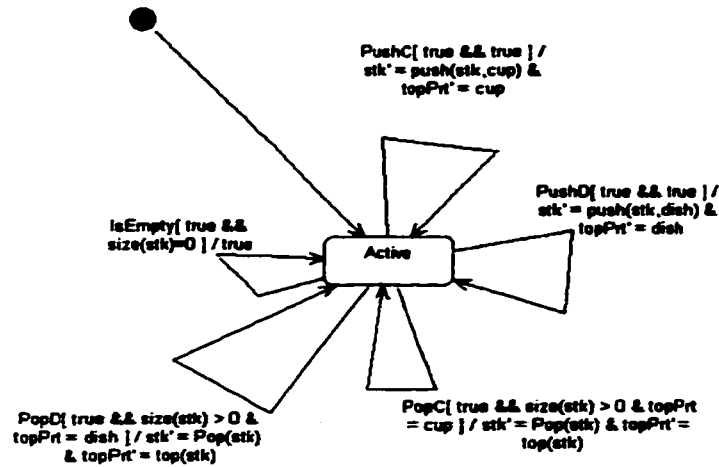 PushC[ true && true ] /
stk' = push(stk,cup) &
topPrt' = cup
PushD[ true && true ] /
stk' = push(stk,dish) &
topPrt' = dish
IsEmpty[ true &&
size(stk)=0 ] / true
Active
PopD[ true && size(stk) > 0 &
topPrt = dish ] / stk' = Pop(stk)
& topPrt' = top(stk)
PopC[ true && size(stk) > 0 & topPrt
= cup ] / stk' = Pop(stk) & topPrt' =
top(stk)